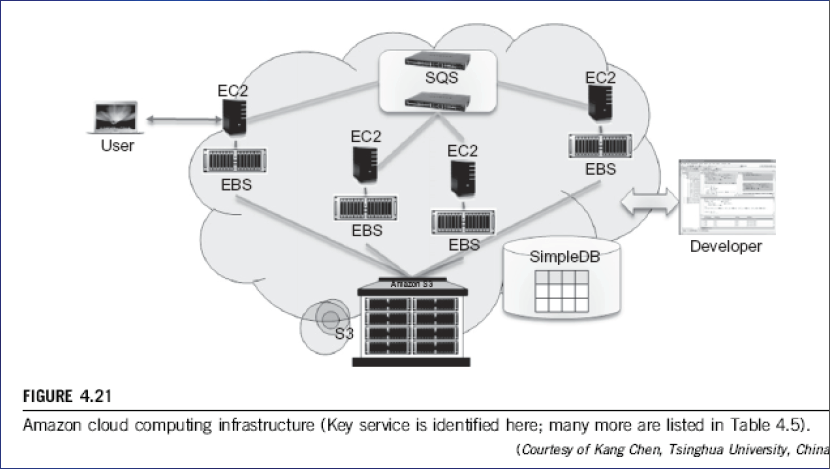 SQS
EC2
EC2
User
EBS
EC2
EC2
EBS
EBS
EBS
Developer
SimpleDB
Amazon S3
S3
FIGURE 4.21
Amazon cloud computing infrastructure (Key service is identified here; many more are listed in Table 4.5).
(Courtesy of Kang Chen, Tsinghua University, China